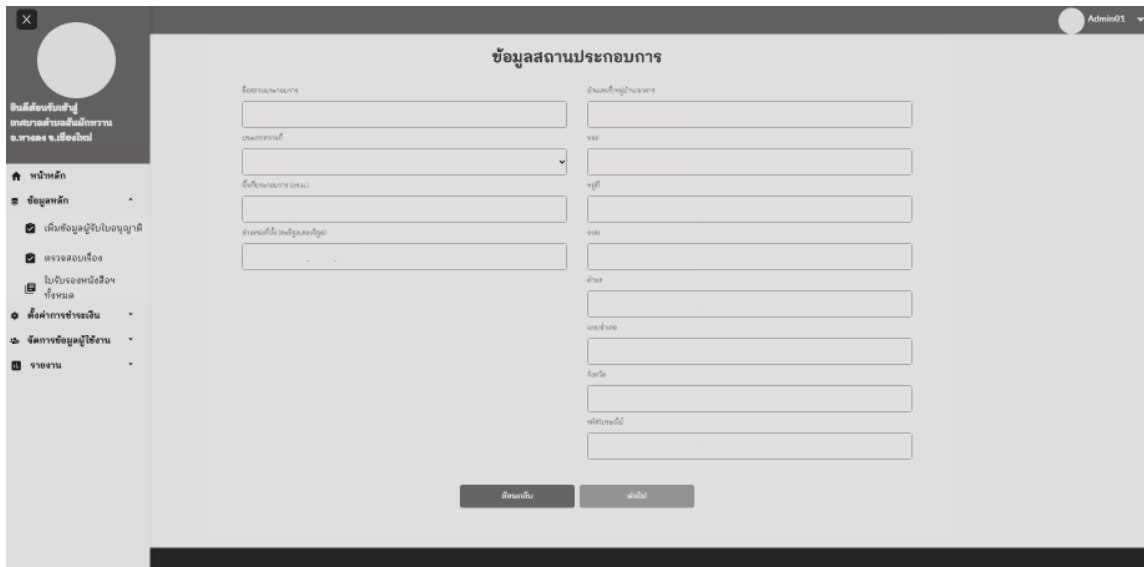 Admin01
ยินดีต้อนรับเข้าสู่
เทศบาลตำบลสันผักหวาน
อ.หางดง จ.เชียงใหม่
หน้าหลัก
ข้อมูลหลัก
เพิ่มข้อมูลผู้รับใบอนุญาติ
ตรวจสอบเรื่อง
ใบรับรองหนังสือฯ
ทั้งหมด
ตั้งค่าการชำระเงิน
จัดการข้อมูลผู้ใช้งาน
รายงาน
ข้อมูลสถานประกอบการ
ชื่อสถานประกอบการ
ประเภทสถานที่
พื้นที่ประกอบการ (ตร.ม.)
ตำแหน่งที่ตั้ง (ละติจูด,ลองติจูด)
บ้านเลขที่/หมู่บ้าน/อาคาร
ซอย
หมู่ที่
ถนน
ตำบล
เขต/อำเภอ
จังหวัด
รหัสไปรษณีย์
ย้อนกลับ
ต่อไป